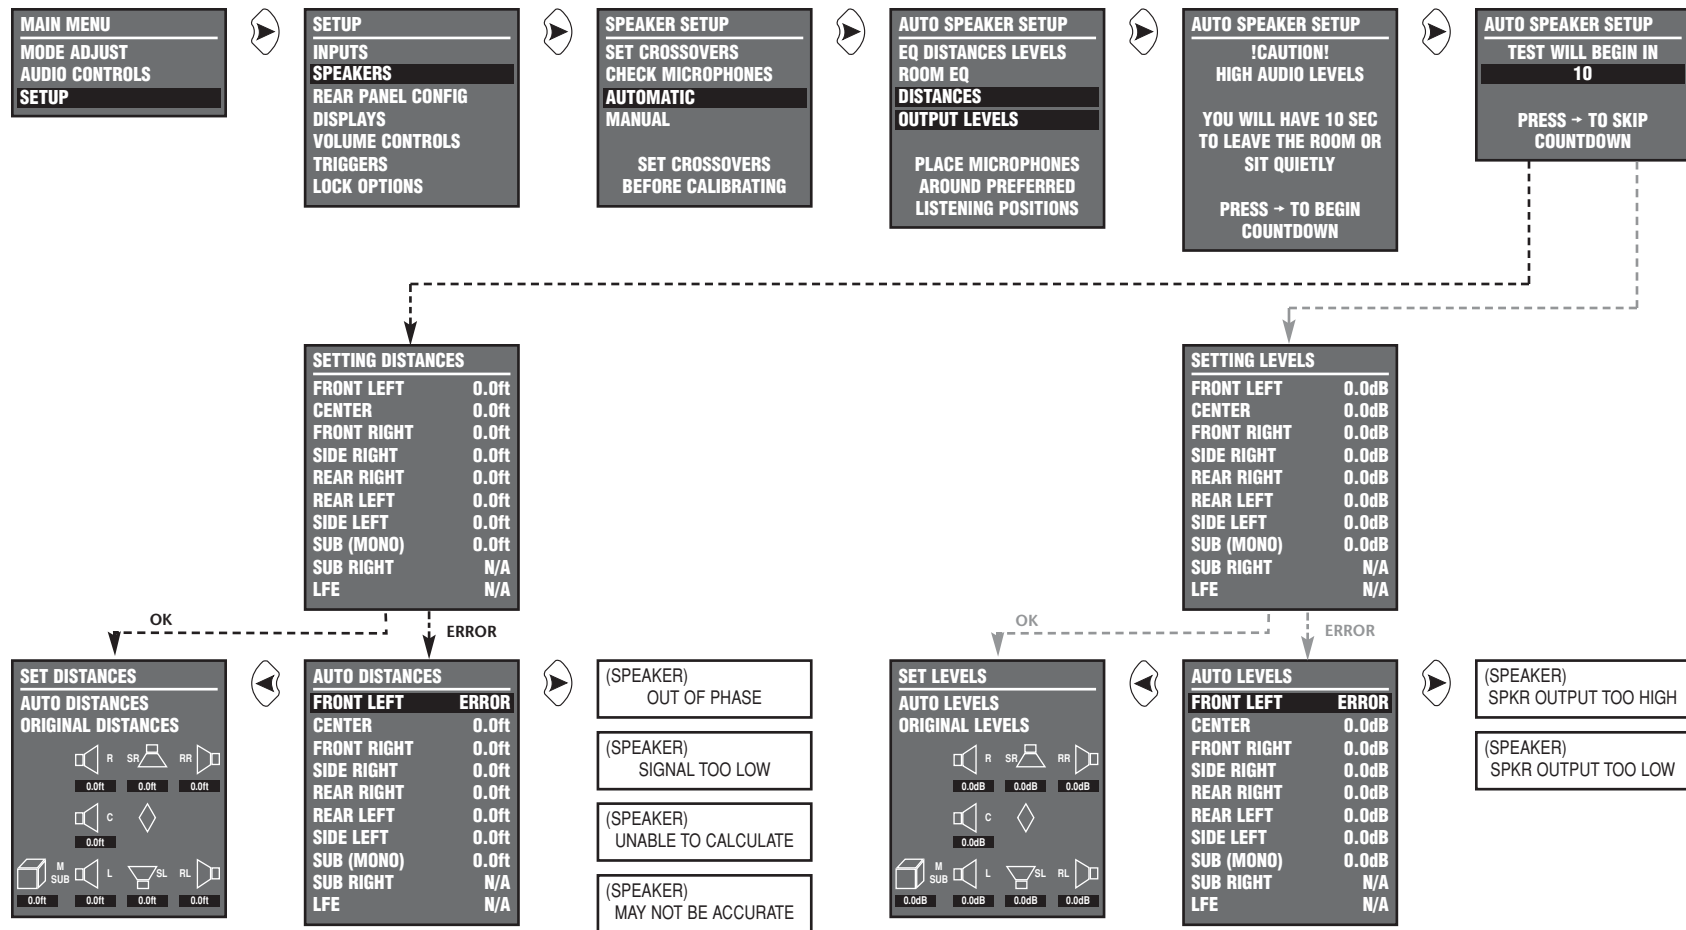 MAIN MENU
MODE ADJUST
AUDIO CONTROLS
SETUP
SETUP
INPUTS
SPEAKERS
REAR PANEL CONFIG
DISPLAYS
VOLUME CONTROLS
TRIGGERS
LOCK OPTIONS
SPEAKER SETUP
SET CROSSOVERS
CHECK MICROPHONES
AUTOMATIC
MANUAL
SET CROSSOVERS
BEFORE CALIBRATING
AUTO SPEAKER SETUP
EQ DISTANCES LEVELS
ROOM EQ
DISTANCES
OUTPUT LEVELS
PLACE MICROPHONES
AROUND PREFERRED
LISTENING POSITIONS
AUTO SPEAKER SETUP
!CAUTION!
HIGH AUDIO LEVELS
YOU WILL HAVE 10 SEC
TO LEAVE THE ROOM OR
SIT QUIETLY
PRESS → TO BEGIN
COUNTDOWN
AUTO SPEAKER SETUP
TEST WILL BEGIN IN
10
PRESS → TO SKIP
COUNTDOWN
SETTING DISTANCES
FRONT LEFT 0.0ft
CENTER 0.0ft
FRONT RIGHT 0.0ft
SIDE RIGHT 0.0ft
REAR RIGHT 0.0ft
REAR LEFT 0.0ft
SIDE LEFT 0.0ft
SUB (MONO) 0.0ft
SUB RIGHT N/A
LFE N/A
SETTING LEVELS
FRONT LEFT 0.0dB
CENTER 0.0dB
FRONT RIGHT 0.0dB
SIDE RIGHT 0.0dB
REAR RIGHT 0.0dB
REAR LEFT 0.0dB
SIDE LEFT 0.0dB
SUB (MONO) 0.0dB
SUB RIGHT N/A
LFE N/A
OK
ERROR
OK
ERROR
SET DISTANCES
AUTO DISTANCES
ORIGINAL DISTANCES
R SR RR
0.0ft 0.0ft 0.0ft
C
0.0ft
M
SUB L SL RL
0.0ft 0.0ft 0.0ft 0.0ft
AUTO DISTANCES
FRONT LEFT ERROR
CENTER 0.0ft
FRONT RIGHT 0.0ft
SIDE RIGHT 0.0ft
REAR RIGHT 0.0ft
REAR LEFT 0.0ft
SIDE LEFT 0.0ft
SUB (MONO) 0.0ft
SUB RIGHT N/A
LFE N/A
(SPEAKER)
OUT OF PHASE
(SPEAKER)
SIGNAL TOO LOW
(SPEAKER)
UNABLE TO CALCULATE
(SPEAKER)
MAY NOT BE ACCURATE
SET LEVELS
AUTO LEVELS
ORIGINAL LEVELS
R SR RR
0.0dB 0.0dB 0.0dB
C
0.0dB
M
SUB L SL RL
0.0dB 0.0dB 0.0dB 0.0dB
AUTO LEVELS
FRONT LEFT ERROR
CENTER 0.0dB
FRONT RIGHT 0.0dB
SIDE RIGHT 0.0dB
REAR RIGHT 0.0dB
REAR LEFT 0.0dB
SIDE LEFT 0.0dB
SUB (MONO) 0.0dB
SUB RIGHT N/A
LFE N/A
(SPEAKER)
SPKR OUTPUT TOO HIGH
(SPEAKER)
SPKR OUTPUT TOO LOW